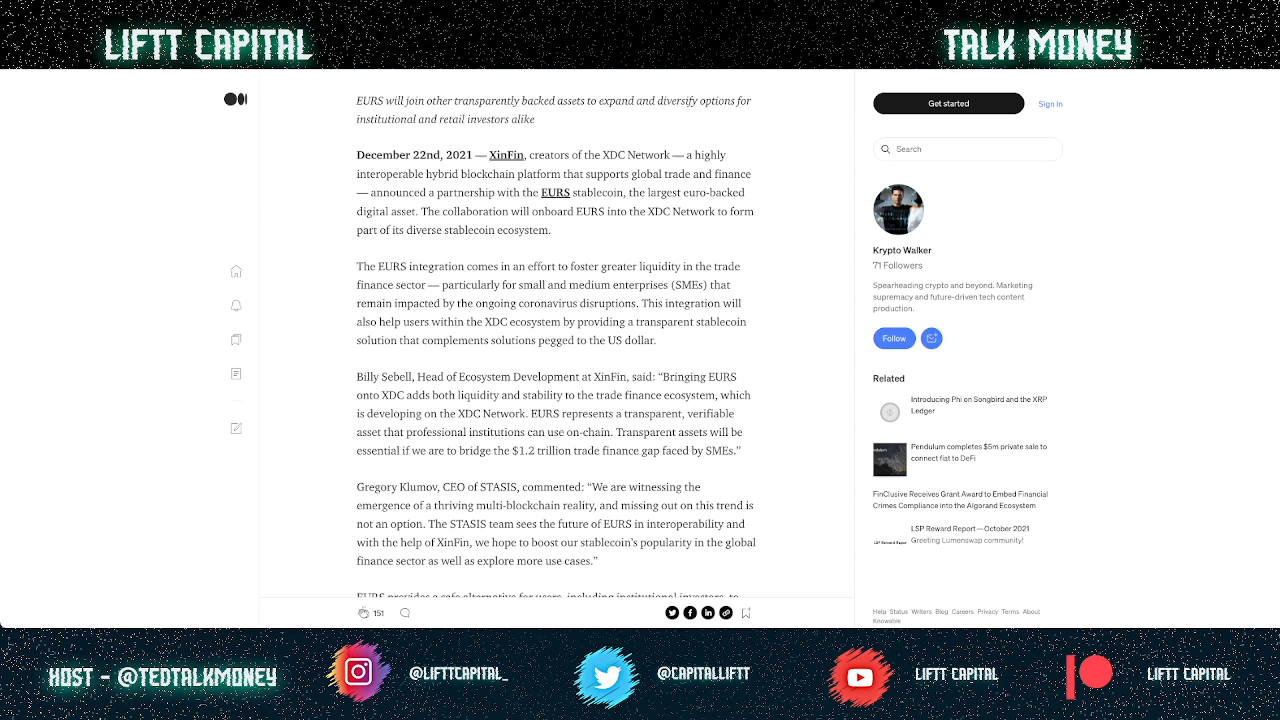 LIFTT CAPITAL
TALK MONEY
EURS will join other transparently backed assets to expand and diversify options for
institutional and retail investors alike
December 22nd, 2021 — XinFin, creators of the XDC Network — a highly
interoperable hybrid blockchain platform that supports global trade and finance
— announced a partnership with the EURS stablecoin, the largest euro-backed
digital asset. The collaboration will onboard EURS into the XDC Network to form
part of its diverse stablecoin ecosystem.
The EURS integration comes in an effort to foster greater liquidity in the trade
finance sector — particularly for small and medium enterprises (SMEs) that
remain impacted by the ongoing coronavirus disruptions. This integration will
also help users within the XDC ecosystem by providing a transparent stablecoin
solution that complements solutions pegged to the US dollar.
Billy Sebell, Head of Ecosystem Development at XinFin, said: “Bringing EURS
onto XDC adds both liquidity and stability to the trade finance ecosystem, which
is developing on the XDC Network. EURS represents a transparent, verifiable
asset that professional institutions can use on-chain. Transparent assets will be
essential if we are to bridge the $1.2 trillion trade finance gap faced by SMEs.”
Gregory Klumov, CEO of STASIS, commented: “We are witnessing the
emergence of a thriving multi-blockchain reality, and missing out on this trend is
not an option. The STASIS team sees the future of EURS in interoperability and
with the help of XinFin, we hope to boost our stablecoin’s popularity in the global
finance sector as well as explore more use cases.”
EURS provides a safe alternative for users, including institutional investors, to
151
Get started
Sign In
Search
Krypto Walker
71 Followers
Spearheading crypto and beyond. Marketing
supremacy and future-driven tech content
production.
Follow
Related
Introducing Phi on Songbird and the XRP
Ledger
Pendulum completes $5m private sale to
connect fiat to DeFi
FinClusive Receives Grant Award to Embed Financial
Crimes Compliance into the Algorand Ecosystem
LSP Reward Report — October 2021
Greeting Lumenswap community!
LSP Reward Report
Help Status Writers Blog Careers Privacy Terms About
Knowable
HOST - @TEDTALKMONEY
@LIFTTCAPITAL_
@CAPITALLIFTT
LIFTT CAPITAL
LIFTT CAPITAL